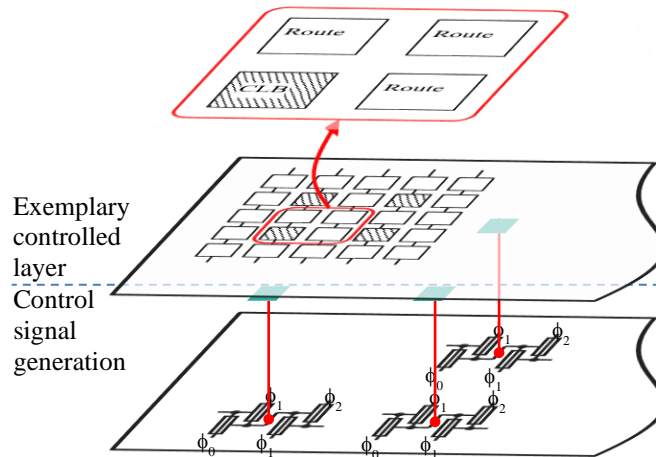 Route
Route
CLB
Route
Exemplary
controlled
layer
Control
signal
generation
ϕ1
ϕ2
ϕ0
ϕ1
ϕ1
ϕ2
ϕ0
ϕ1
ϕ1
ϕ2
ϕ0
ϕ1